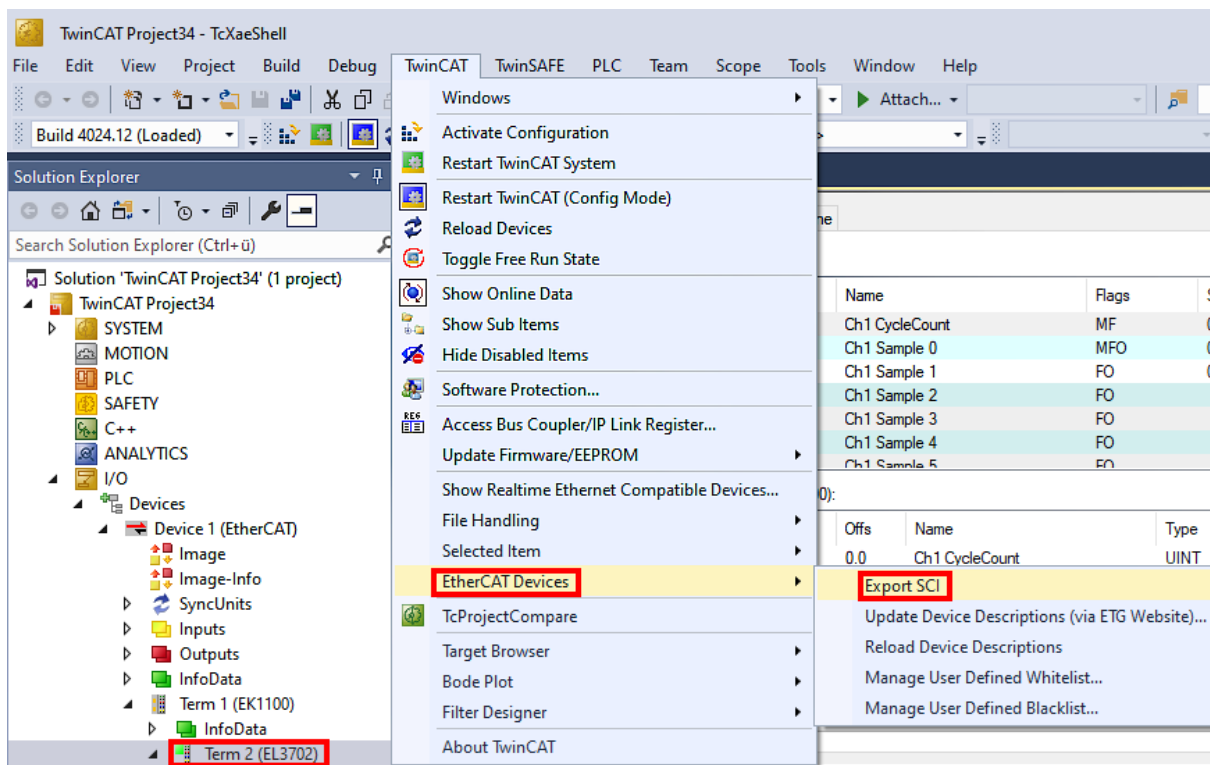 TwinCAT Project34 - TcXaeShell
File Edit View Project Build Debug TwinCAT TwinSAFE PLC Team Scope Tools Window Help
Attach...
Build 4024.12 (Loaded)
Solution Explorer
Search Solution Explorer (Ctrl+ü)
Solution 'TwinCAT Project34' (1 project)
TwinCAT Project34
SYSTEM
MOTION
PLC
SAFETY
C++
ANALYTICS
I/O
Devices
Device 1 (EtherCAT)
Image
Image-Info
SyncUnits
Inputs
Outputs
InfoData
Term 1 (EK1100)
InfoData
Term 2 (EL3702)
Windows
Activate Configuration
Restart TwinCAT System
Restart TwinCAT (Config Mode)
Reload Devices
Toggle Free Run State
Show Online Data
Show Sub Items
Hide Disabled Items
Software Protection...
REG
Access Bus Coupler/IP Link Register...
Update Firmware/EEPROM
Show Realtime Ethernet Compatible Devices...
File Handling
Selected Item
EtherCAT Devices
TcProjectCompare
Target Browser
Bode Plot
Filter Designer
About TwinCAT
Name Flags
Ch1 CycleCount MF
Ch1 Sample 0 MFO
Ch1 Sample 1 FO
Ch1 Sample 2 FO
Ch1 Sample 3 FO
Ch1 Sample 4 FO
Ch1 Sample 5 FO
0):
Offs Name Type
0.0 Ch1 CycleCount UINT
Export SCI
Update Device Descriptions (via ETG Website)...
Reload Device Descriptions
Manage User Defined Whitelist...
Manage User Defined Blacklist...